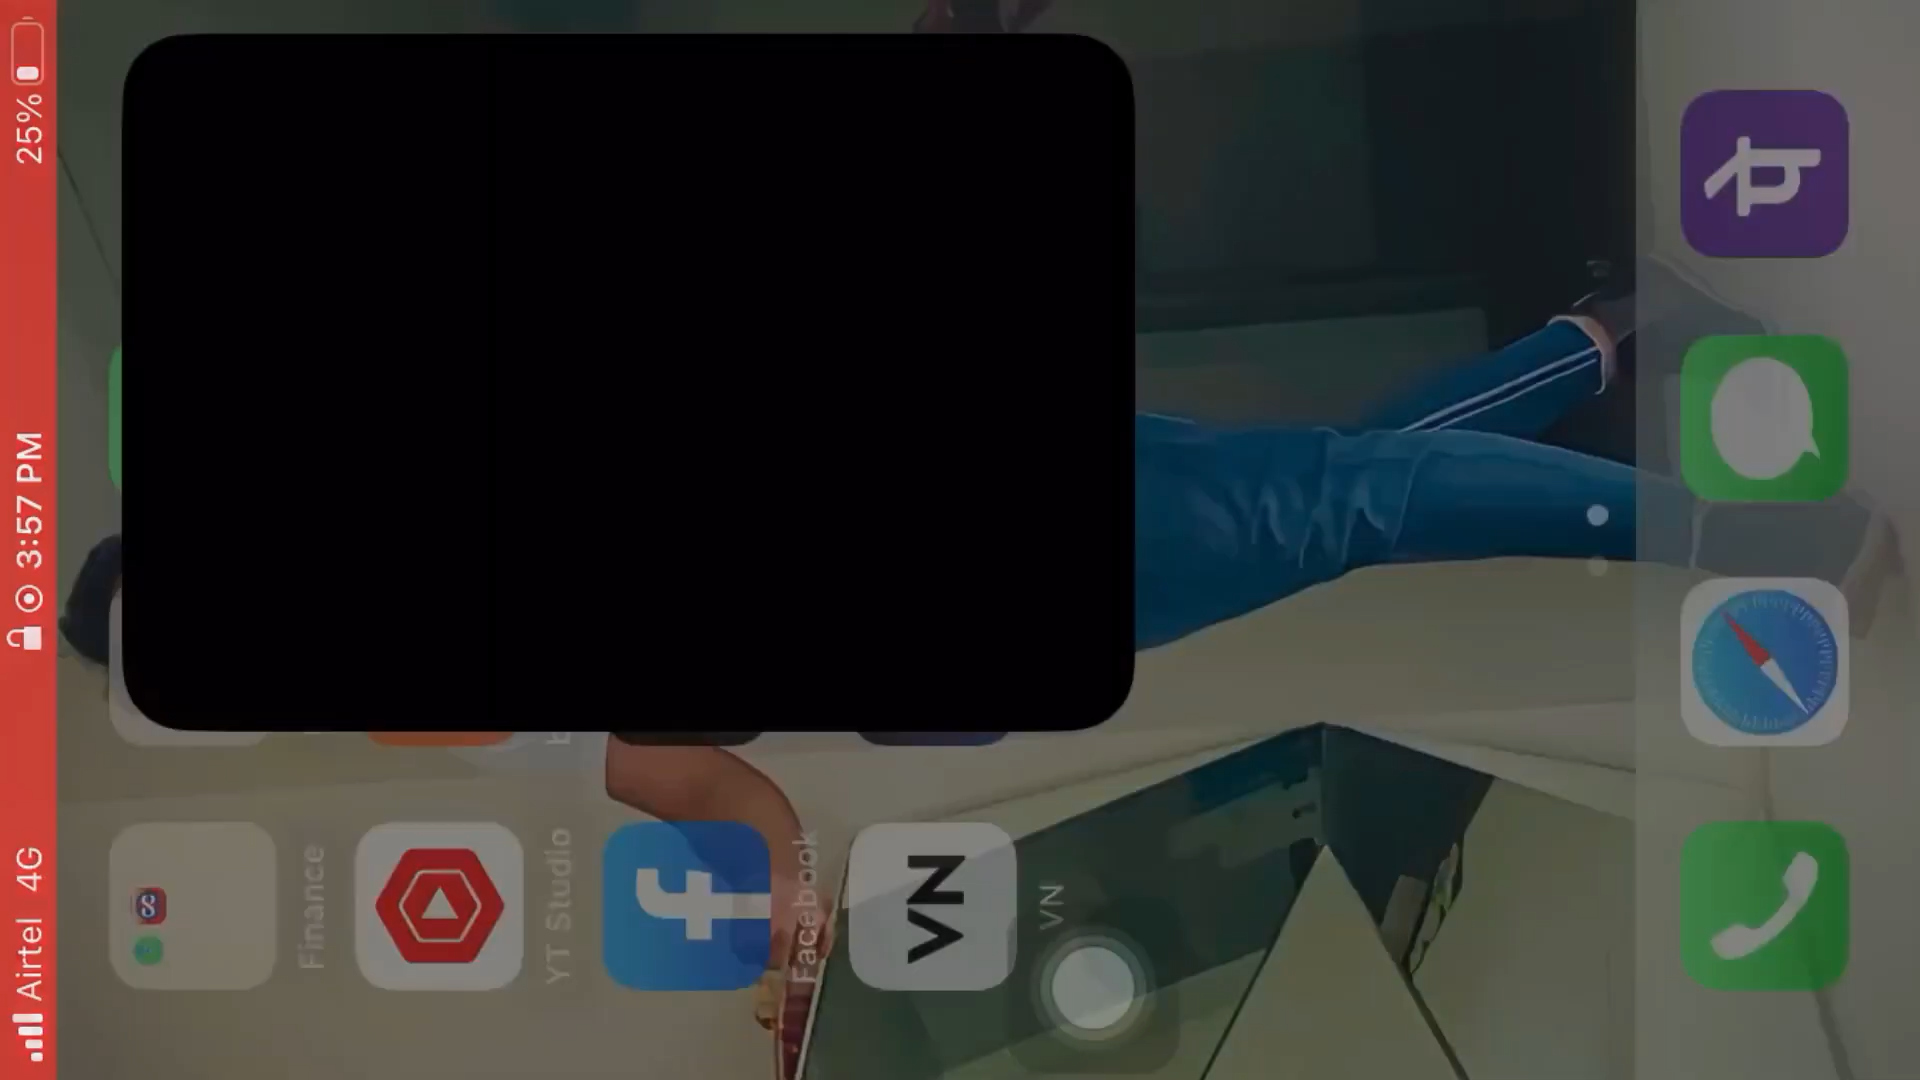 Airtel 4G
3:57 PM
25%
Finance
YT Studio
Facebook
VN
VN